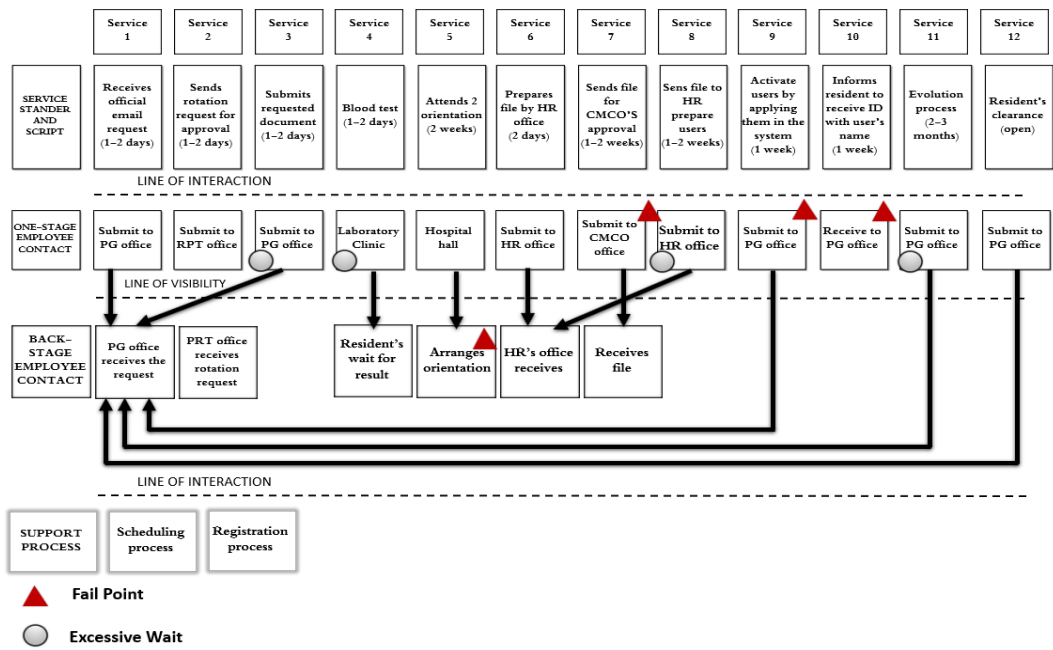 Service
1
Service
2
Service
3
Service
4
Service
5
Service
6
Service
7
Service
8
Service
9
Service
10
Service
11
Service
12
SERVICE
STANDER
AND
SCRIPT
Receives
official
email
request
(1–2 days)
Sends
rotation
request for
approval
(1–2 days)
Submits
requested
document
(1–2 days)
Blood test
(1–2 days)
Attends 2
orientation
(2 weeks)
Prepares
file by HR
office
(2 days)
Sends file
for
CMCO'S
approval
(1–2 weeks)
Sens file to
HR
prepare
users
(1–2 weeks)
Activate
users by
applying
them in the
system
(1 week)
Informs
resident to
receive ID
with user's
name
(1 week)
Evolution
process
(2–3
months)
Resident's
clearance
(open)
LINE OF INTERACTION
ONE–STAGE
EMPLOYEE
CONTACT
Submit to
PG office
Submit to
RPT office
Submit to
PG office
Laboratory
Clinic
Hospital
hall
Submit to
HR office
Submit to
CMCO
office
Submit to
HR office
Submit to
PG office
Receive to
PG office
Submit to
PG office
Submit to
PG office
LINE OF VISIBILITY
BACK–
STAGE
EMPLOYEE
CONTACT
PG office
receives the
request
PRT office
receives
rotation
request
Resident's
wait for
result
Arranges
orientation
HR's office
receives
Receives
file
LINE OF INTERACTION
SUPPORT
PROCESS
Scheduling
process
Registration
process
Fail Point
Excessive Wait